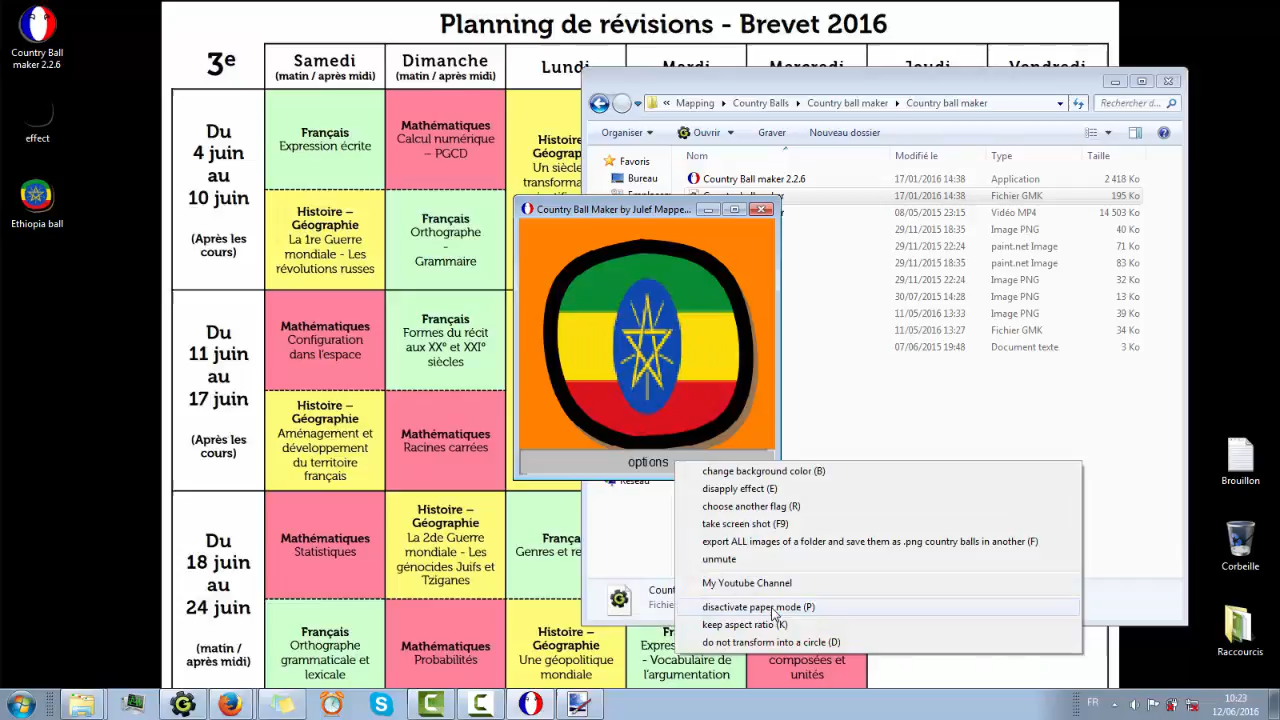 Planning de révisions - Brevet 2016
3e
Samedi
(matin / après midi)
Dimanche
(matin / après midi)
Lundi
Mardi
Mercredi
Jeudi
Vendredi
Du
4 juin
au
10 juin
(Après les
cours)
Français
Expression écrite
Mathématiques
Calcul numérique
– PGCD
Histoire –
Géographie
La 1re Guerre
mondiale - Les
révolutions russes
Français
Orthographe
-
Grammaire
Du
11 juin
au
17 juin
(Après les
cours)
Mathématiques
Configuration
dans l'espace
Français
Formes du récit
aux XX° et XXI°
siècles
Histoire –
Géographie
Aménagement et
développement
du territoire
français
Mathématiques
Racines carrées
Du
18 juin
au
24 juin
(matin /
après midi)
Mathématiques
Statistiques
Histoire –
Géographie
La 2de Guerre
mondiale - Les
génocides Juifs et
Tziganes
Français
Orthographe
grammaticale et
lexicale
Mathématiques
Probabilités
Histoire –
Géographie
Une géopolitique
mondiale
- Vocabulaire de
l'argumentation
composées et
unités
Country Ball
maker 2.2.6
effect
Ethiopia ball
Brouillon
Corbeille
Raccourcis
Mapping
Country Balls
Country ball maker
Country ball maker
Rechercher d...
Organiser
Ouvrir
Graver
Nouveau dossier
Favoris
Bureau
Nom
Modifié le
Type
Taille
Country Ball maker 2.2.6
17/01/2016 14:38
Application
2 418 Ko
17/01/2016 14:38
Fichier GMK
195 Ko
08/05/2015 23:15
Vidéo MP4
14 503 Ko
29/11/2015 18:35
Image PNG
40 Ko
29/11/2015 22:24
paint.net Image
71 Ko
29/11/2015 18:35
paint.net Image
83 Ko
29/11/2015 22:24
Image PNG
32 Ko
30/07/2015 14:28
Image PNG
13 Ko
11/05/2016 13:33
Image PNG
39 Ko
11/05/2016 13:27
Fichier GMK
34 Ko
07/06/2015 19:48
Document texte
3 Ko
Country Ball Maker by Julef Mappe...
options
change background color (B)
disapply effect (E)
choose another flag (R)
take screen shot (F9)
export ALL images of a folder and save them as .png country balls in another (F)
unmute
My Youtube Channel
disactivate paper mode (P)
keep aspect ratio (K)
do not transform into a circle (D)
FR
10:23
12/06/2016